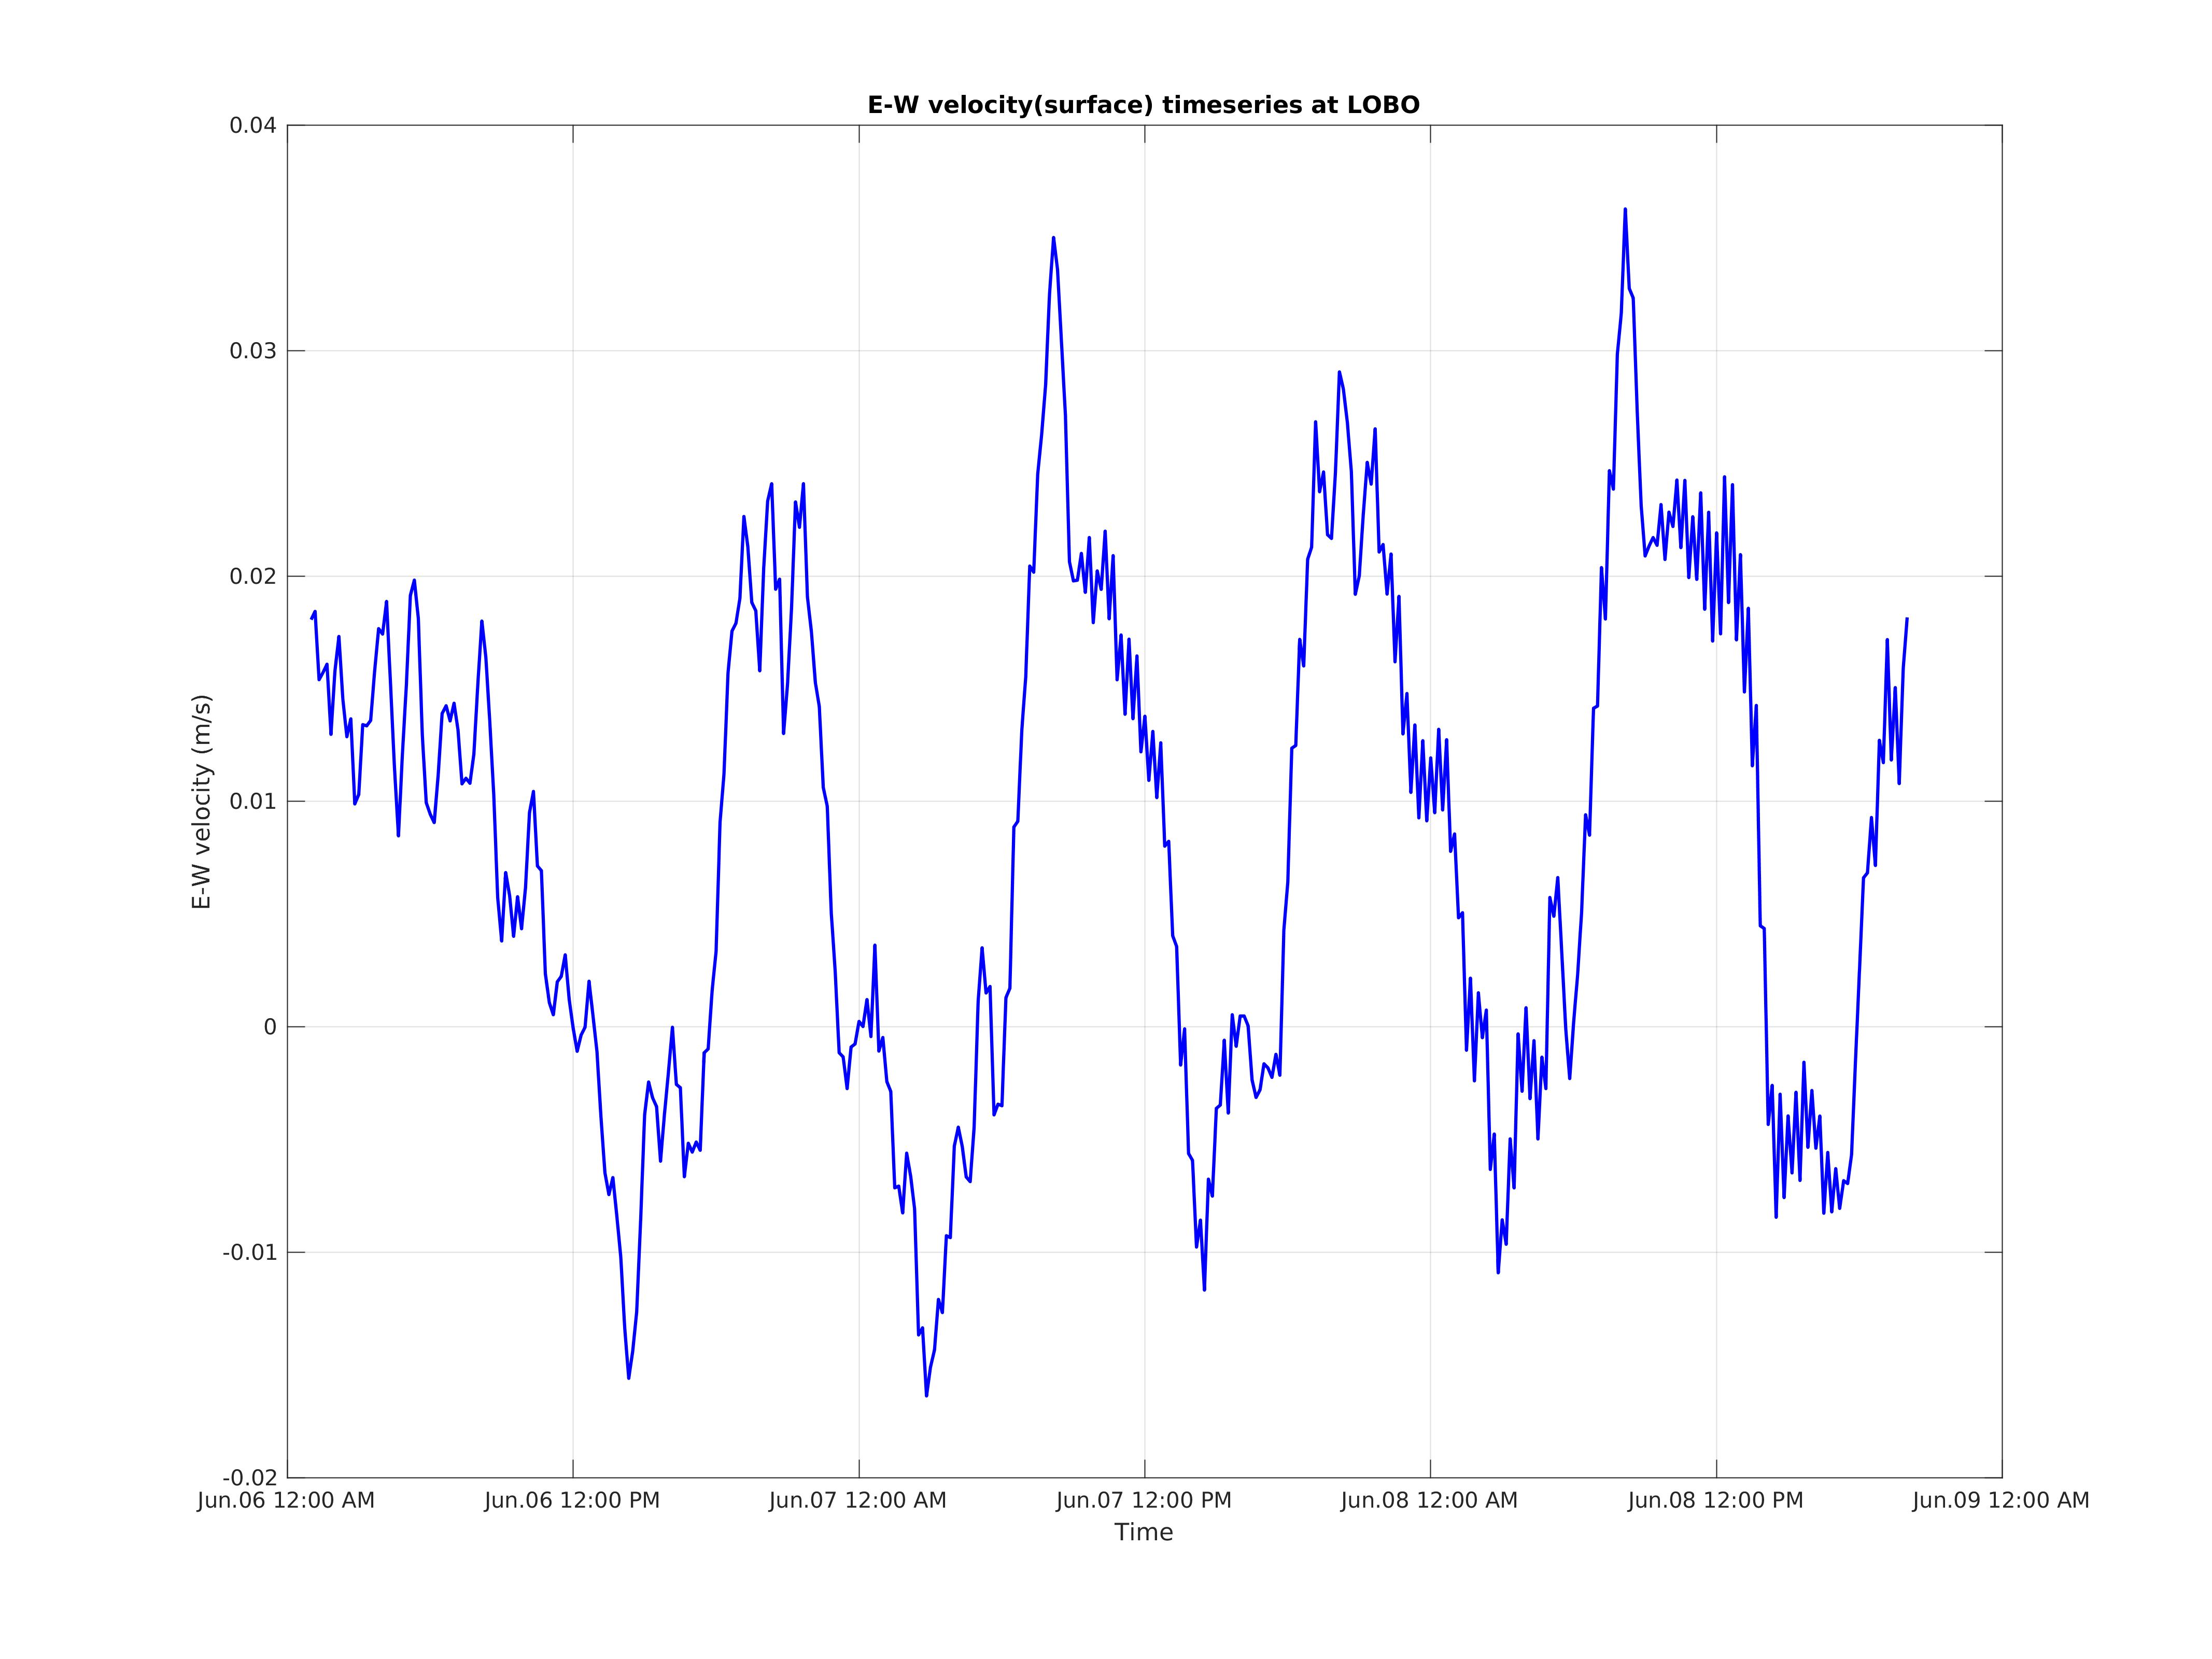 E-W velocity(surface) timeseries at LOBO
0.04
0.03
0.02
0.01
0
-0.01
-0.02
E-W velocity (m/s)
Jun.06 12:00 AM
Jun.06 12:00 PM
Jun.07 12:00 AM
Jun.07 12:00 PM
Jun.08 12:00 AM
Jun.08 12:00 PM
Jun.09 12:00 AM
Time